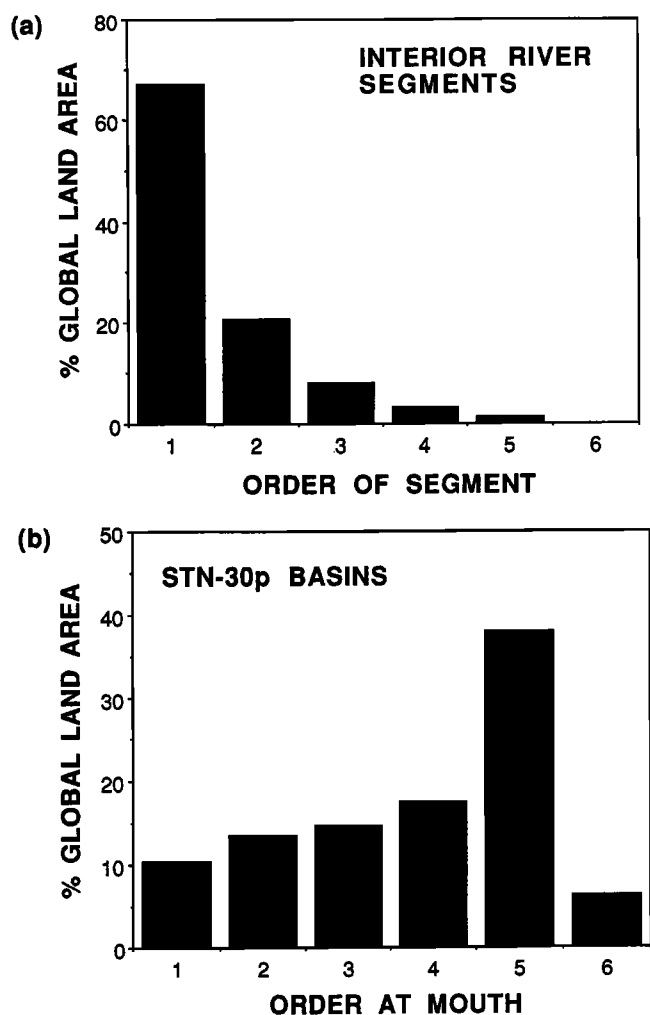 (a)
80
60
40
20
0
% GLOBAL LAND AREA
INTERIOR RIVER
SEGMENTS
1 2 3 4 5 6
ORDER OF SEGMENT
(b)
50
40
30
20
10
0
% GLOBAL LAND AREA
STN-30p BASINS
1 2 3 4 5 6
ORDER AT MOUTH